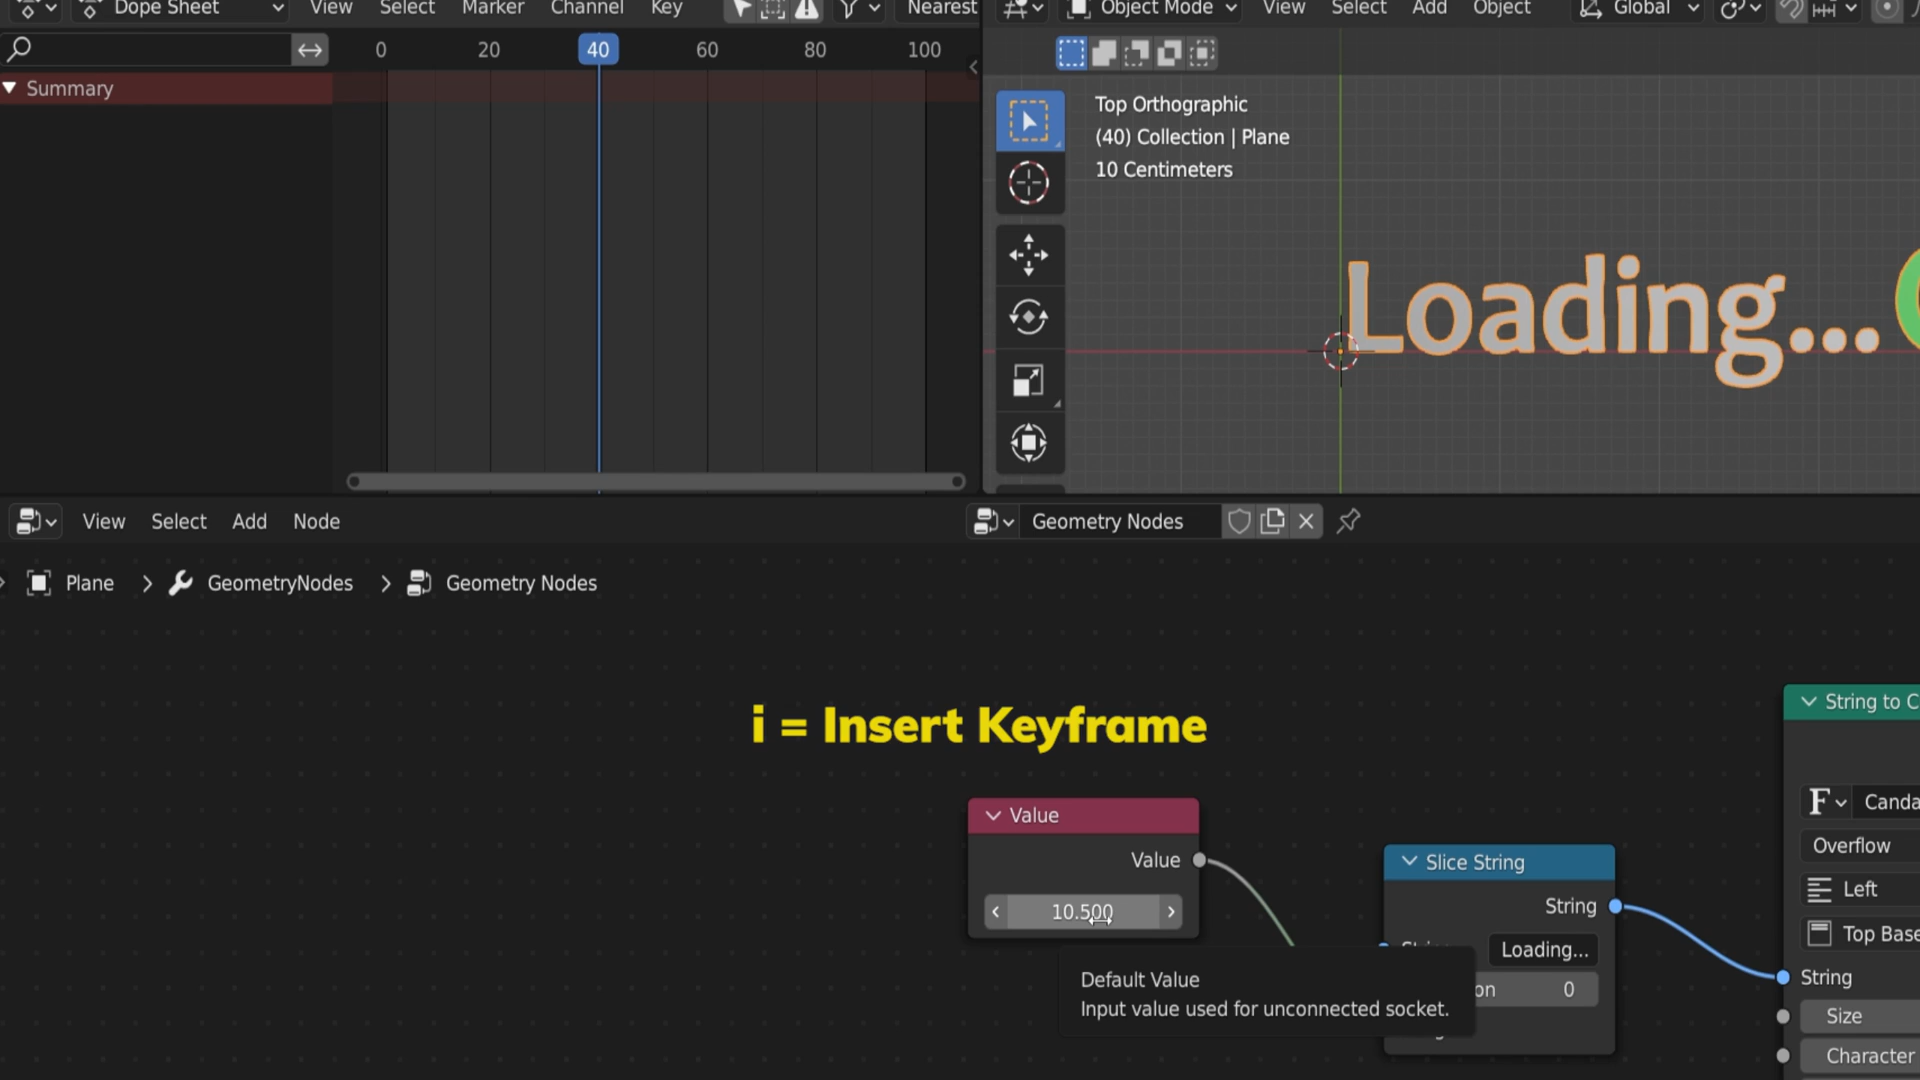 Dope Sheet
View Select Marker Channel Key
Nearest
Object Mode
View Select Add Object
Global
0 20 40 60 80 100
Summary
Top Orthographic
(40) Collection | Plane
10 Centimeters
Loading...
View Select Add Node
Geometry Nodes
Plane > GeometryNodes > Geometry Nodes
i = Insert Keyframe
Value
Value
10.500
Default Value
Input value used for unconnected socket.
Slice String
String
Loading...
on 0
String to C
F Canda
Overflow
Left
Top Base
String
Size
Character